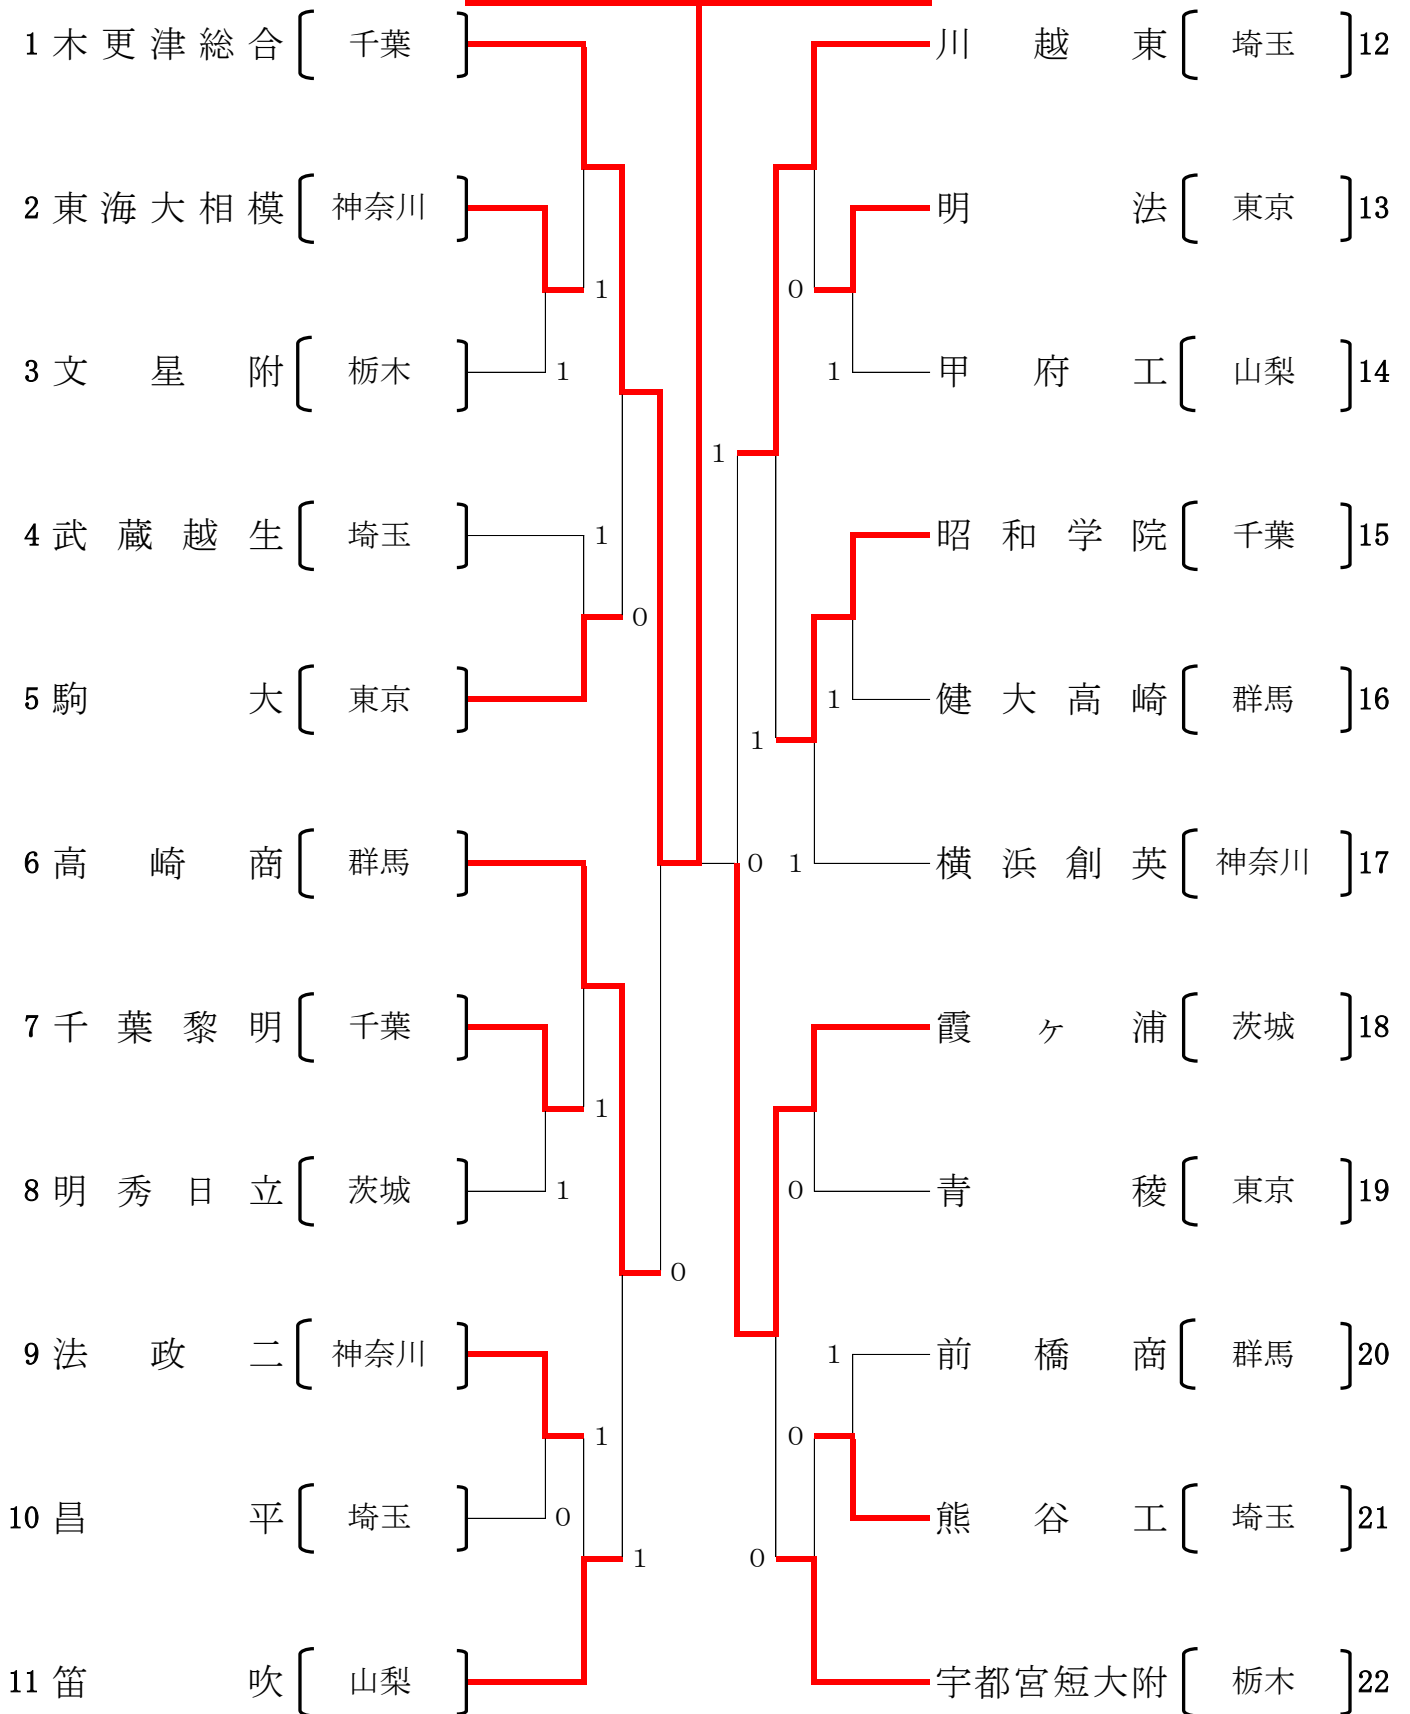 1 木更津総合 千葉
2 東海大相模 神奈川
1
3 文星附 栃木
1
4 武蔵越生 埼玉
1
0
5 駒大 東京
6 高崎商 群馬
7 千葉黎明 千葉
1
8 明秀日立 茨城
1
0
9 法政二 神奈川
1
10 昌平 埼玉
0
1
11 笛吹 山梨
川越東 埼玉 12
明法 東京 13
0
1 甲府工 山梨 14
1
昭和学院 千葉 15
1 健大高崎 群馬 16
1
0
1 横浜創英 神奈川 17
霞ヶ浦 茨城 18
0 青稜 東京 19
1 前橋商 群馬 20
0
熊谷工 埼玉 21
0
宇都宮短大附 栃木 22